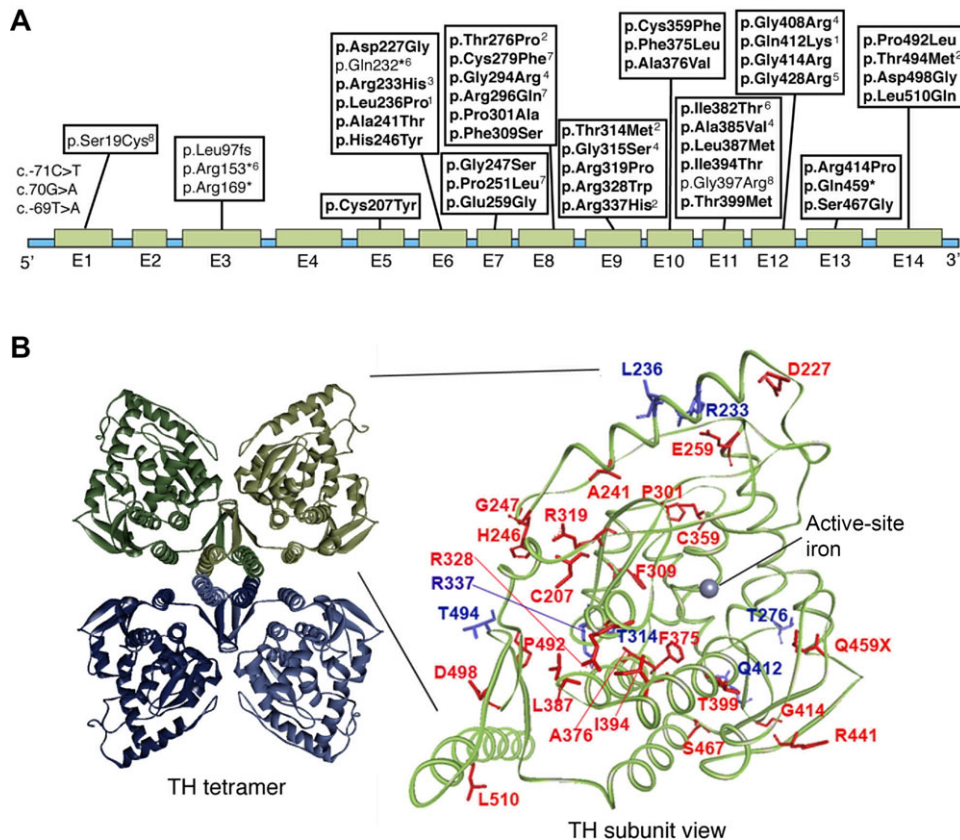 A
p.Ser19Cys8
c.-71C>T
c.70G>A
c.-69T>A
p.Leu97fs
p.Arg153*6
p.Arg169*
p.Cys207Tyr
p.Asp227Gly
p.Gln232*6
p.Arg233His3
p.Leu236Pro1
p.Ala241Thr
p.His246Tyr
p.Thr276Pro2
p.Cys279Phe7
p.Gly294Arg4
p.Arg296Gln7
p.Pro301Ala
p.Phe309Ser
p.Gly247Ser
p.Pro251Leu7
p.Glu259Gly
p.Thr314Met2
p.Gly315Ser4
p.Arg319Pro
p.Arg328Trp
p.Arg337His2
p.Cys359Phe
p.Phe375Leu
p.Ala376Val
p.Ile382Thr6
p.Ala385Val4
p.Leu387Met
p.Ile394Thr
p.Gly397Arg8
p.Thr399Met
p.Gly408Arg4
p.Gln412Lys1
p.Gly414Arg
p.Gly428Arg5
p.Arg414Pro
p.Gln459*
p.Ser467Gly
p.Pro492Leu
p.Thr494Met2
p.Asp498Gly
p.Leu510Gln
5’ E1 E2 E3 E4 E5 E6 E7 E8 E9 E10 E11 E12 E13 E14 3’
B
L236
D227
R233
E259
A241
P301
G247
R319
H246
C359
Active-site
iron
R328
F309
R337
C207
T494
T314
F375
T276
P492
Q459X
D498
Q412
L387
T399
I394
G414
A376
S467
R441
L510
TH tetramer
TH subunit view